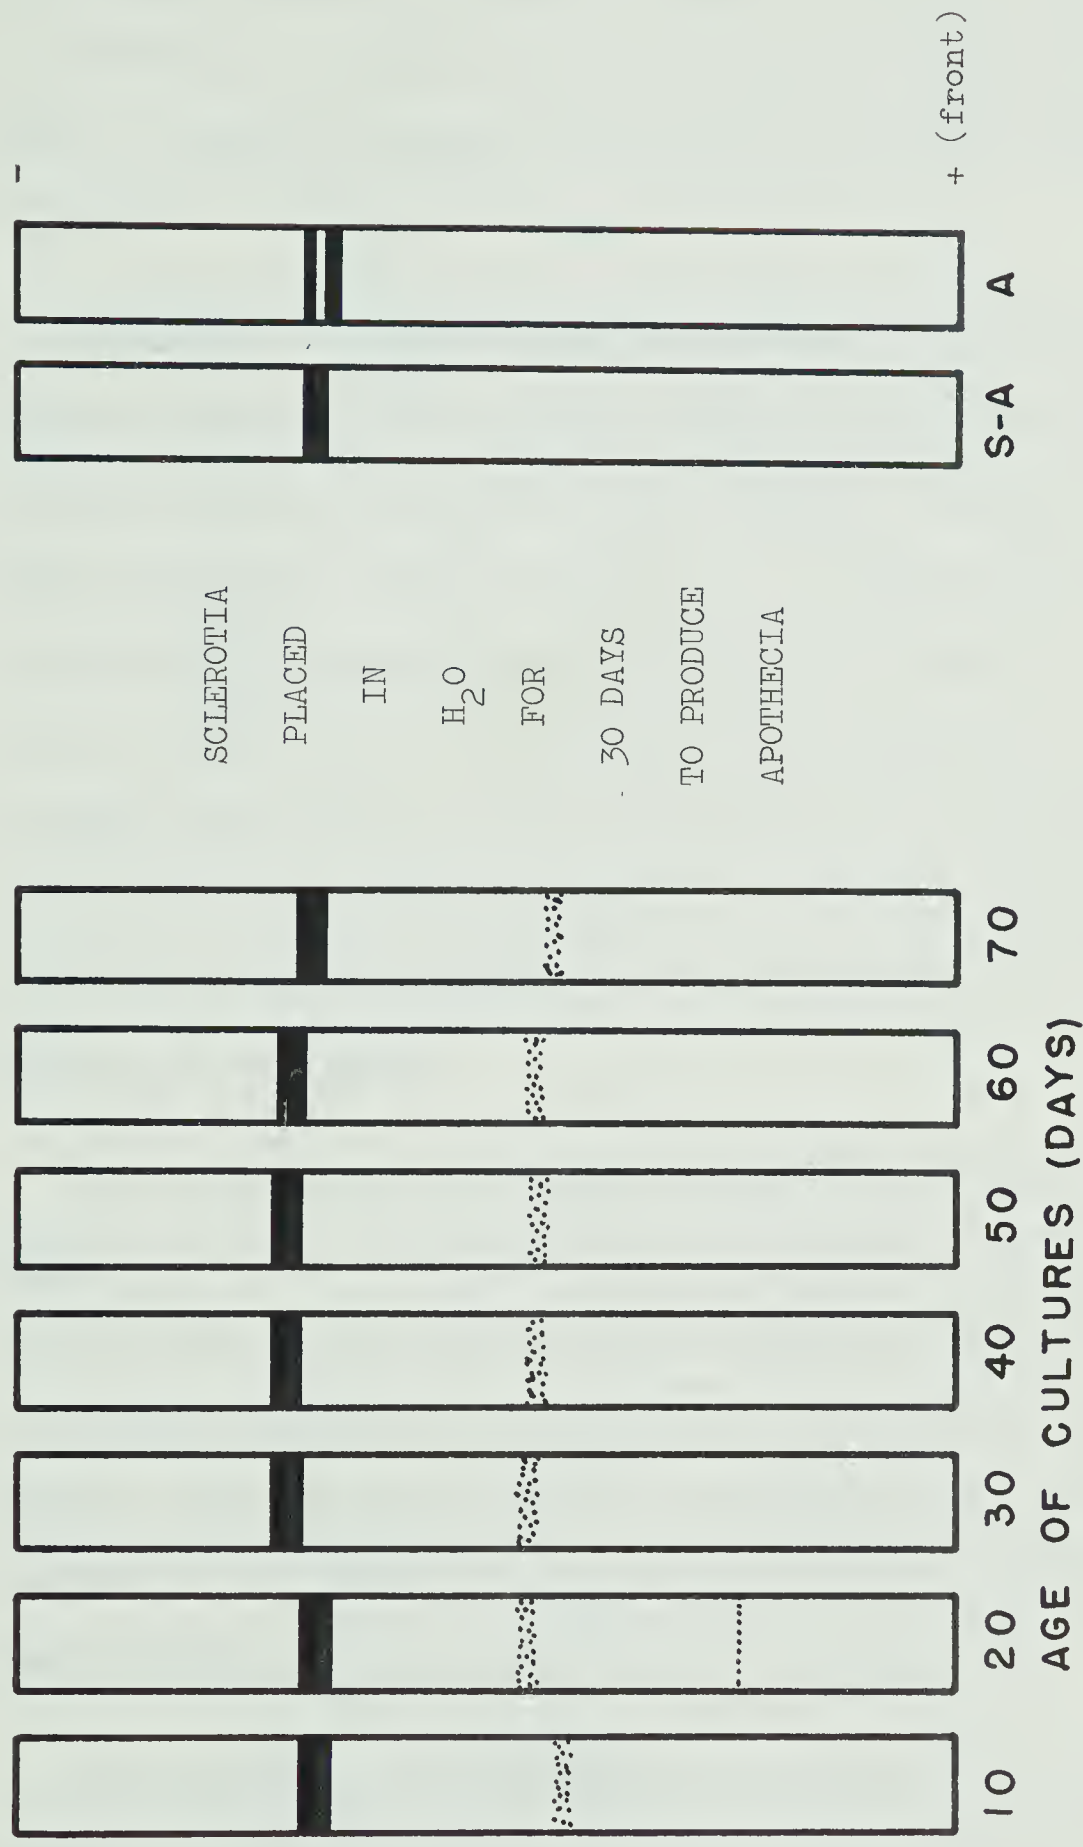 SCLEROTIA
PLACED
IN
H₂O
FOR
30 DAYS
TO PRODUCE
APOTHECIA
-
+ (front)
10 20 30 40 50 60 70 S-A A
AGE OF CULTURES (DAYS)